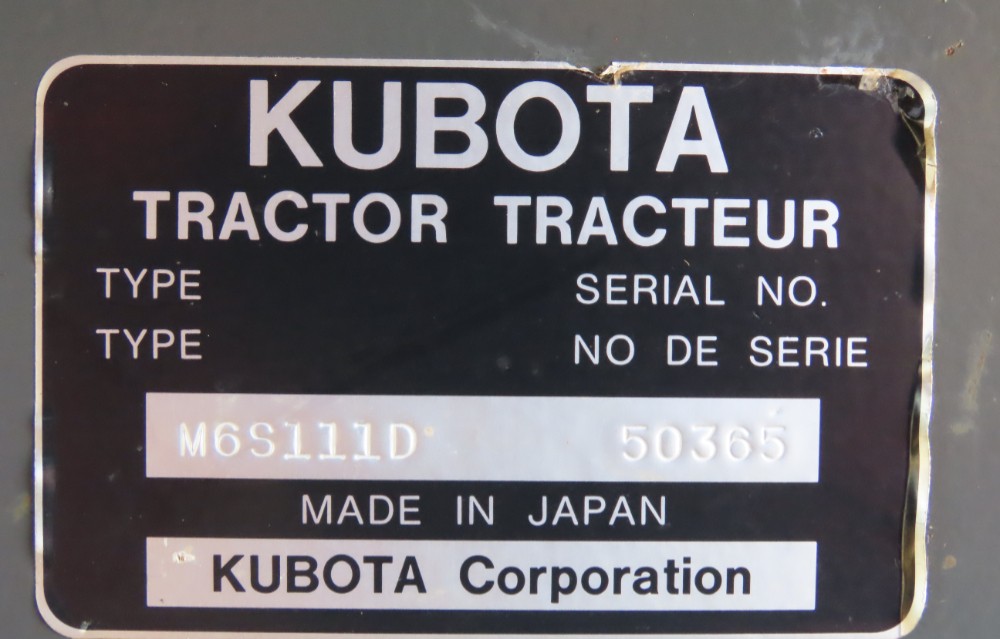 KUBOTA
TRACTOR TRACTEUR
TYPE SERIAL NO.
TYPE NO DE SERIE
M6S111D 50365
MADE IN JAPAN
KUBOTA Corporation